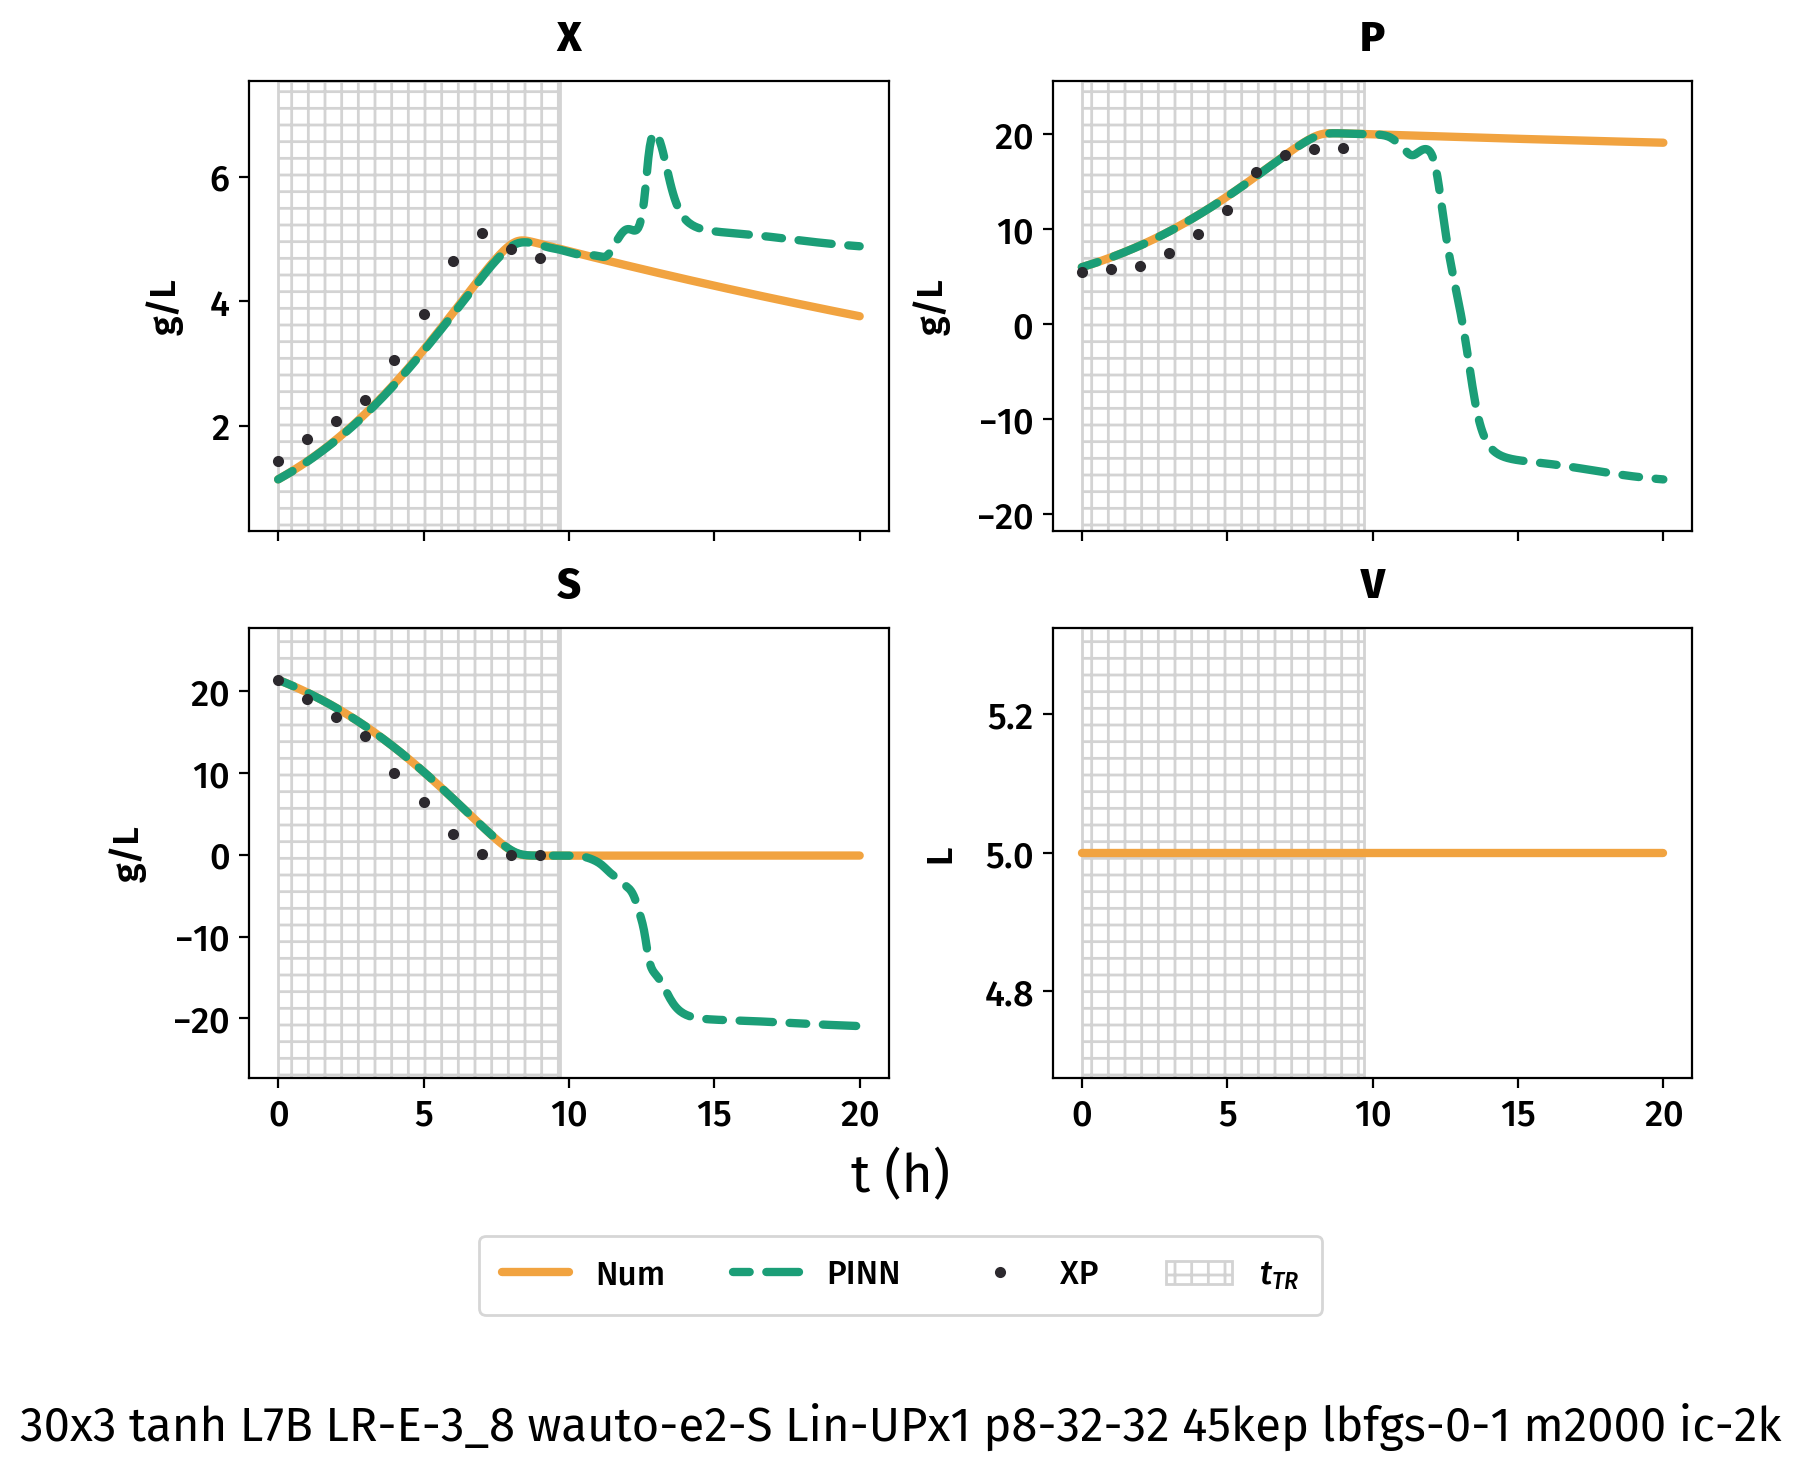 X
P
6
4
2
g/L
20
10
0
−10
−20
g/L
S
V
20
10
0
−10
−20
g/L
0 5 10 15 20
5.2
5.0
4.8
L
0 5 10 15 20
t (h)
Num PINN XP tTR
30x3 tanh L7B LR-E-3_8 wauto-e2-S Lin-UPx1 p8-32-32 45kep lbfgs-0-1 m2000 ic-2k